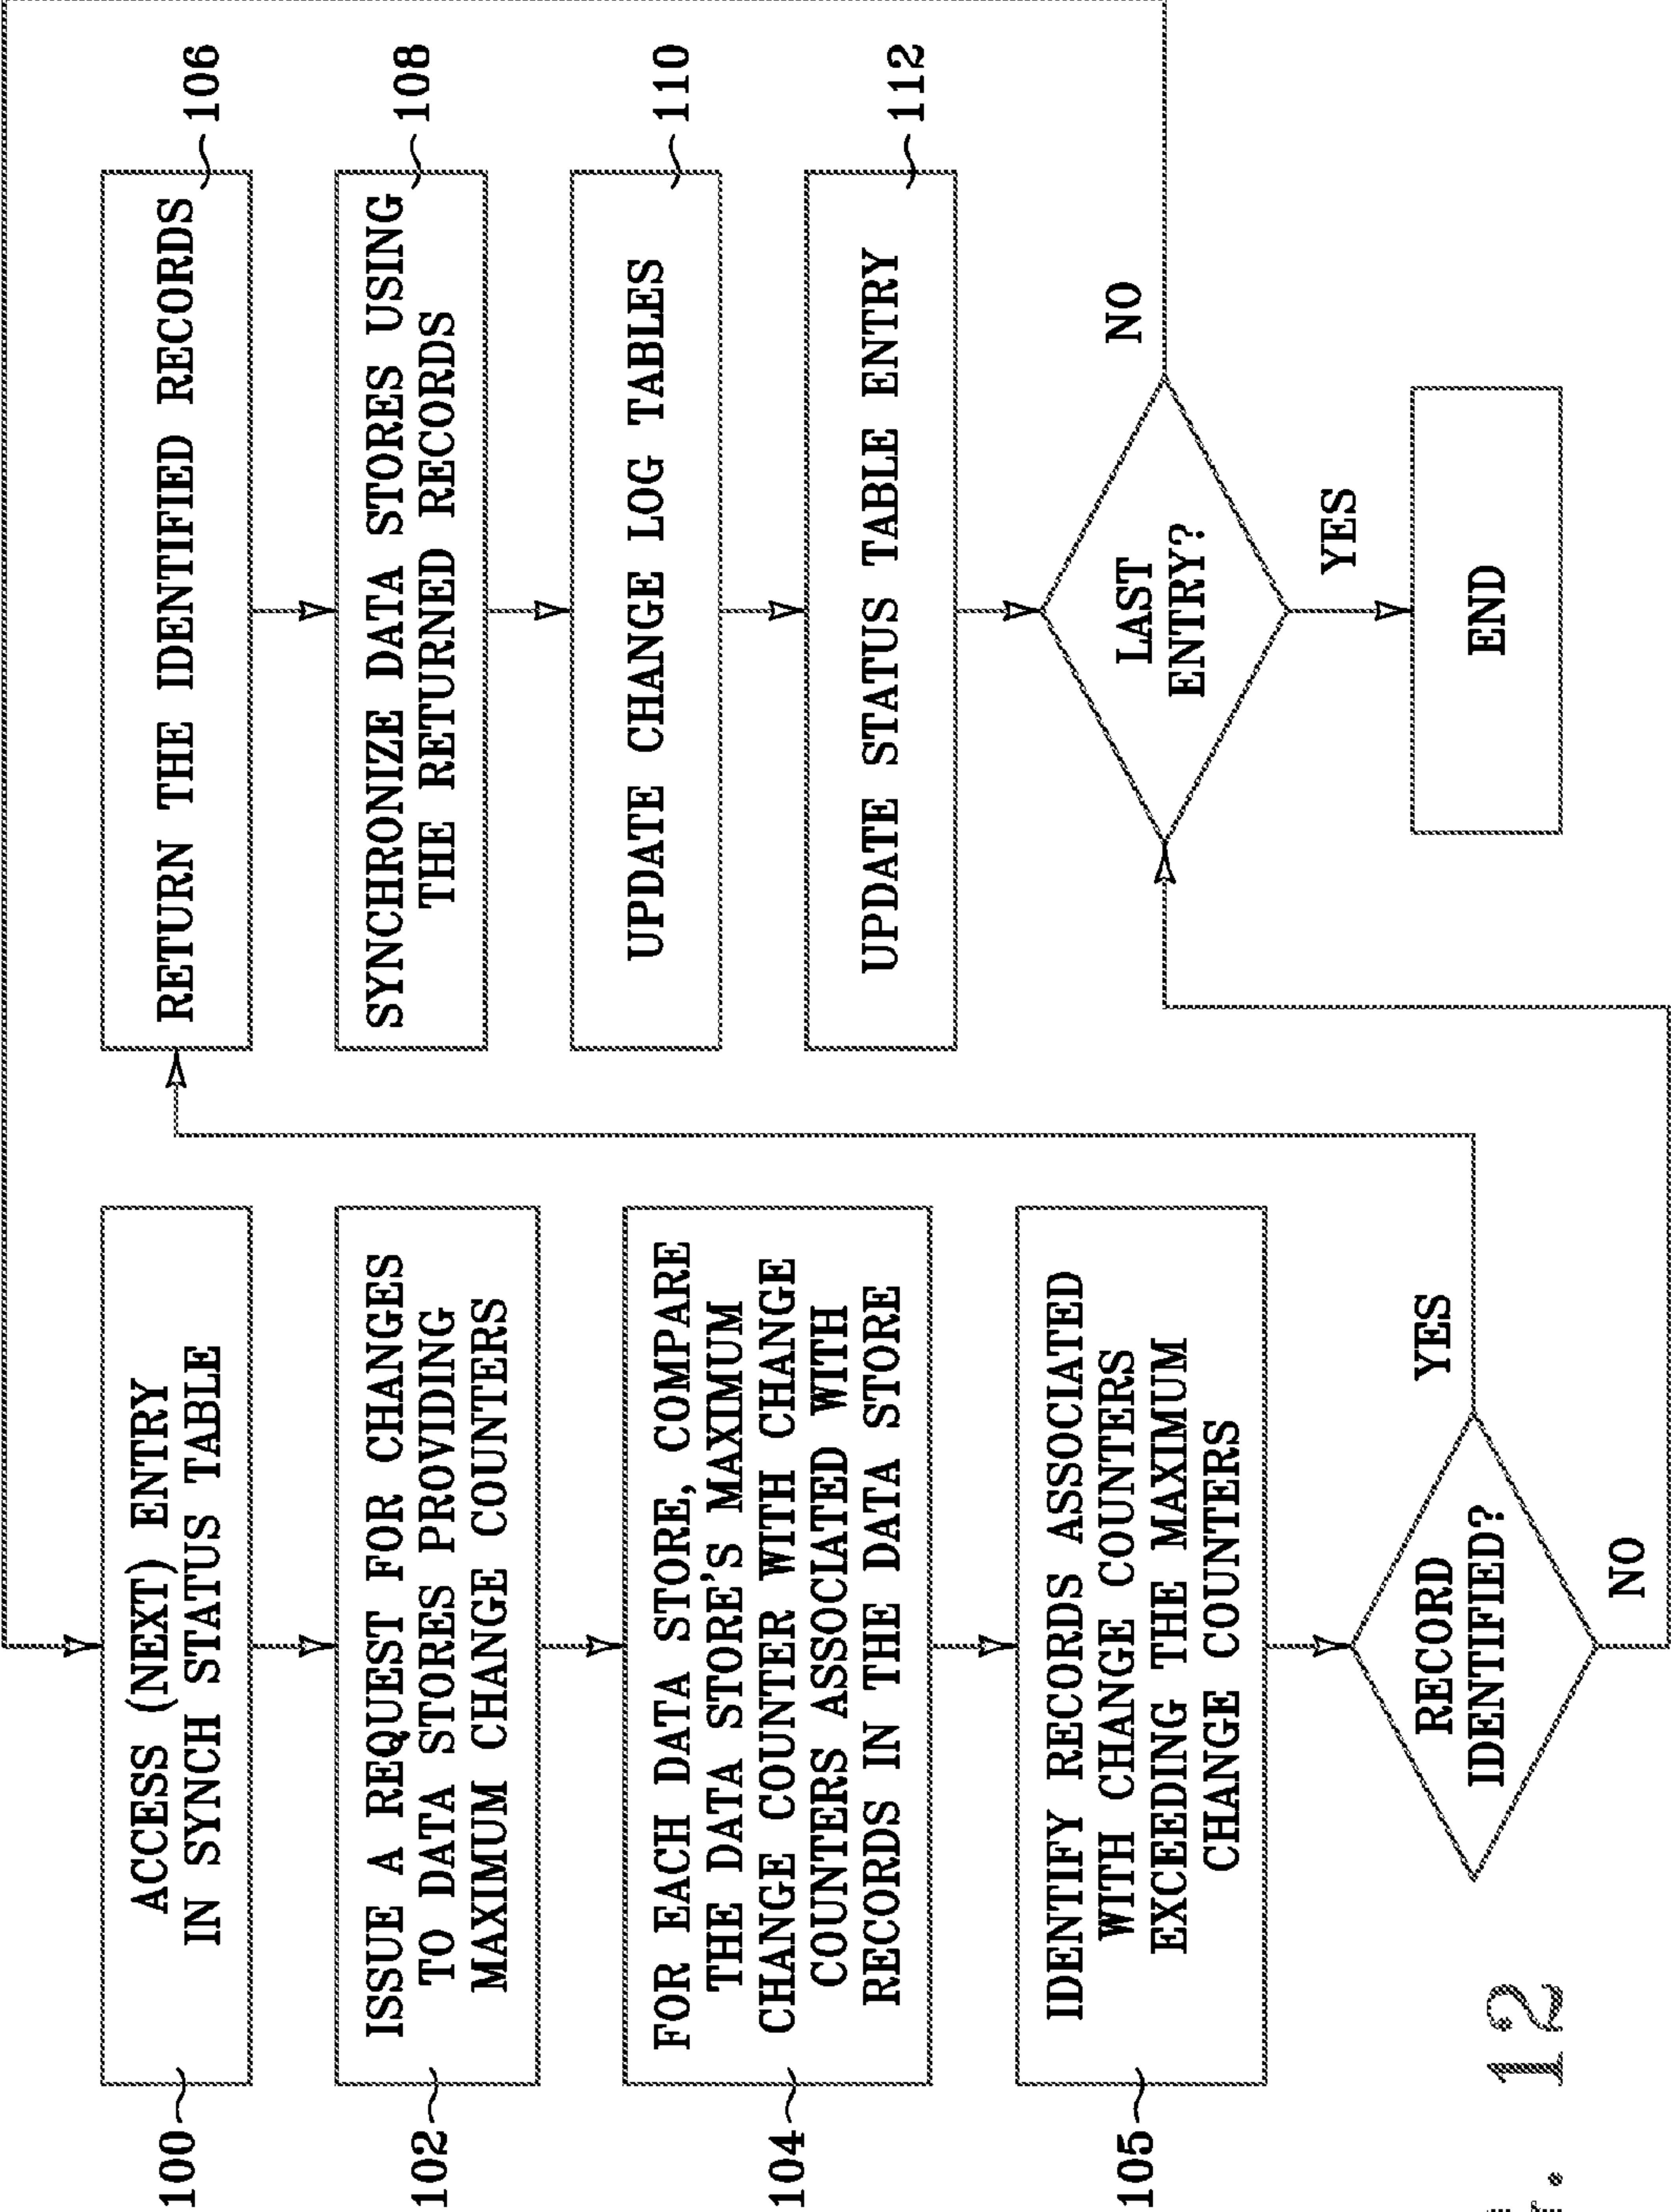 100
ACCESS (NEXT) ENTRY
IN SYNCH STATUS TABLE
102
ISSUE A REQUEST FOR CHANGES
TO DATA STORES PROVIDING
MAXIMUM CHANGE COUNTERS
104
FOR EACH DATA STORE, COMPARE
THE DATA STORE'S MAXIMUM
CHANGE COUNTER WITH CHANGE
COUNTERS ASSOCIATED WITH
RECORDS IN THE DATA STORE
105
IDENTIFY RECORDS ASSOCIATED
WITH CHANGE COUNTERS
EXCEEDING THE MAXIMUM
CHANGE COUNTERS
RECORD
IDENTIFIED?
YES
NO
RETURN THE IDENTIFIED RECORDS
106
SYNCHRONIZE DATA STORES USING
THE RETURNED RECORDS
108
UPDATE CHANGE LOG TABLES
110
UPDATE STATUS TABLE ENTRY
112
LAST
ENTRY?
NO
YES
END
12